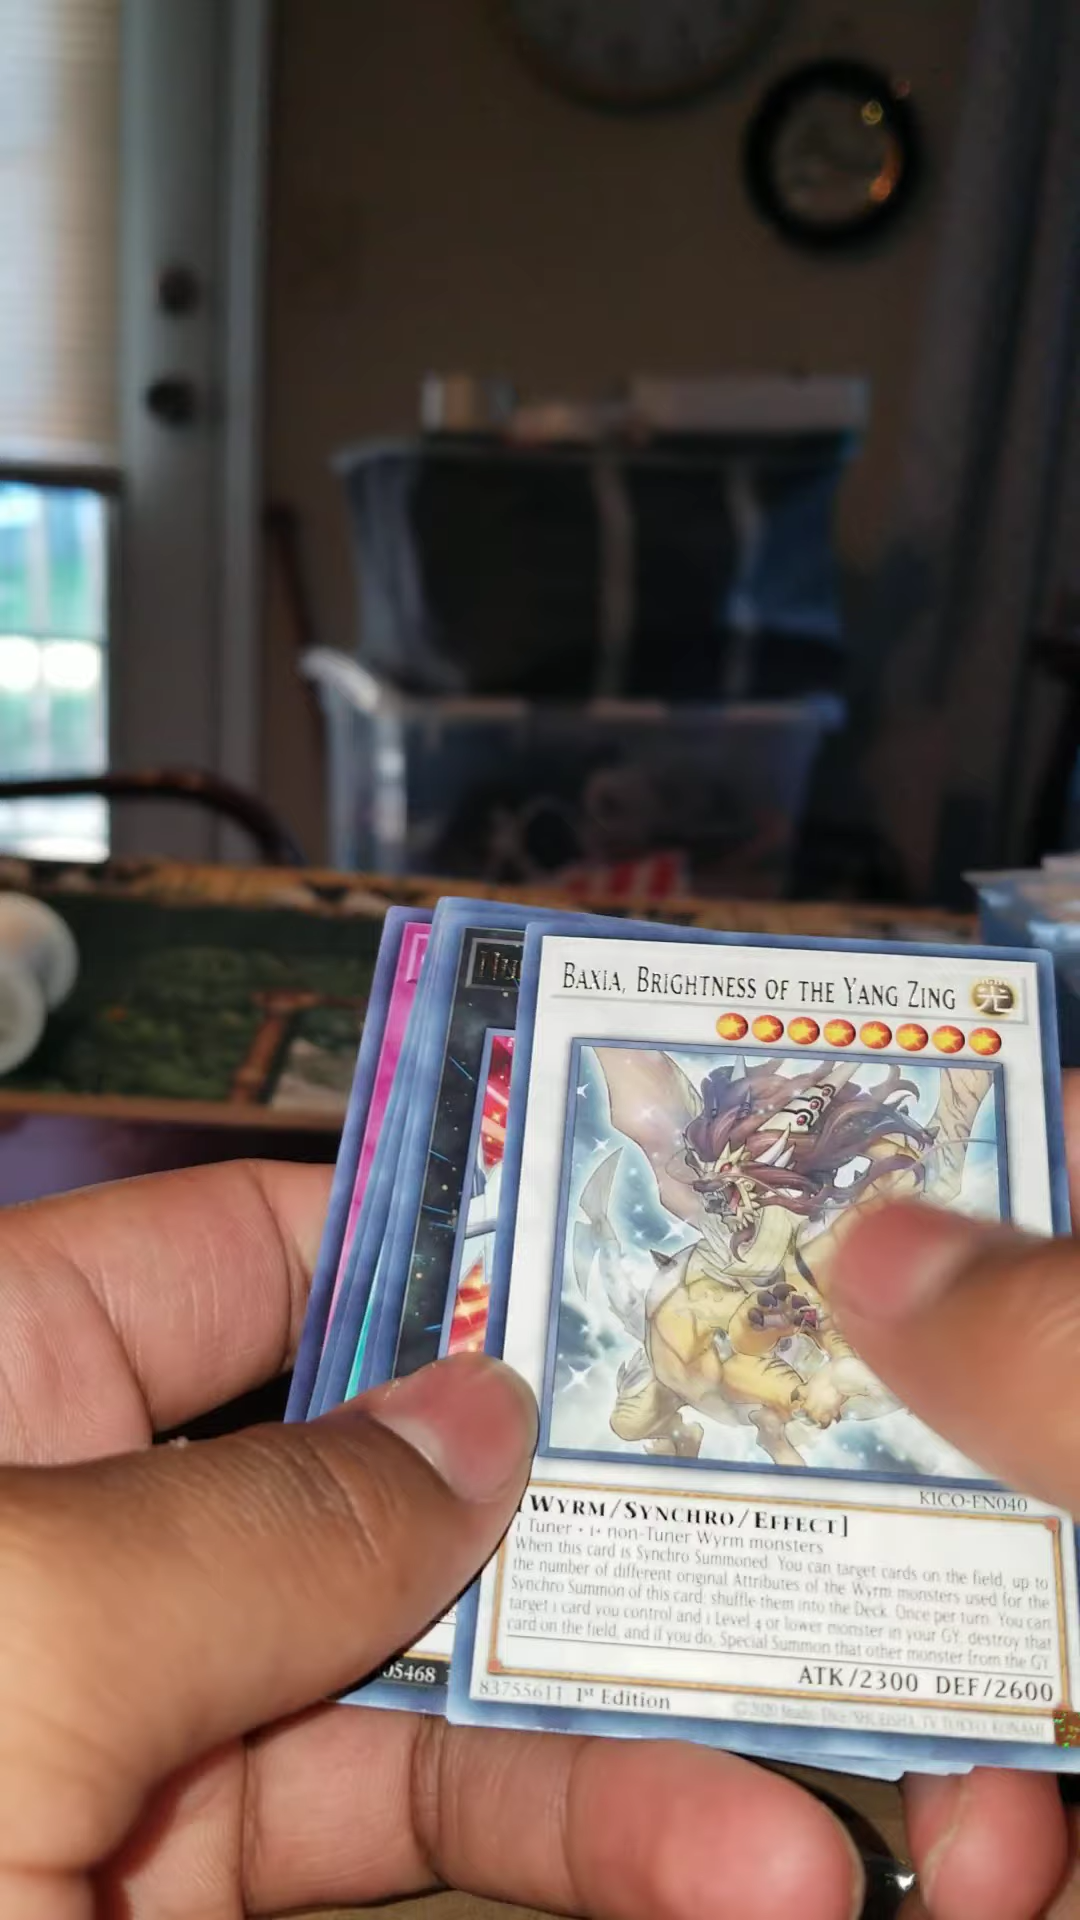 BAXIA, BRIGHTNESS OF THE YANG ZING
光
KICO-EN040
[WYRM/SYNCHRO/EFFECT]
1 Tuner + 1+ non-Tuner Wyrm monsters
When this card is Synchro Summoned: You can target cards on the field, up to
the number of different original Attributes of the Wyrm monsters used for the
Synchro Summon of this card; shuffle them into the Deck. Once per turn: You can
target 1 card you control and 1 Level 4 or lower monster in your GY; destroy that
card on the field, and if you do, Special Summon that other monster from the GY.
ATK/2300 DEF/2600
83755611 1st Edition
05468